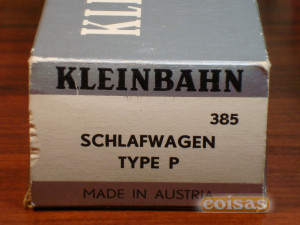 KLEINBAHN
385
SCHLAFWAGEN
TYPE P
MADE IN AUSTRIA
coisas